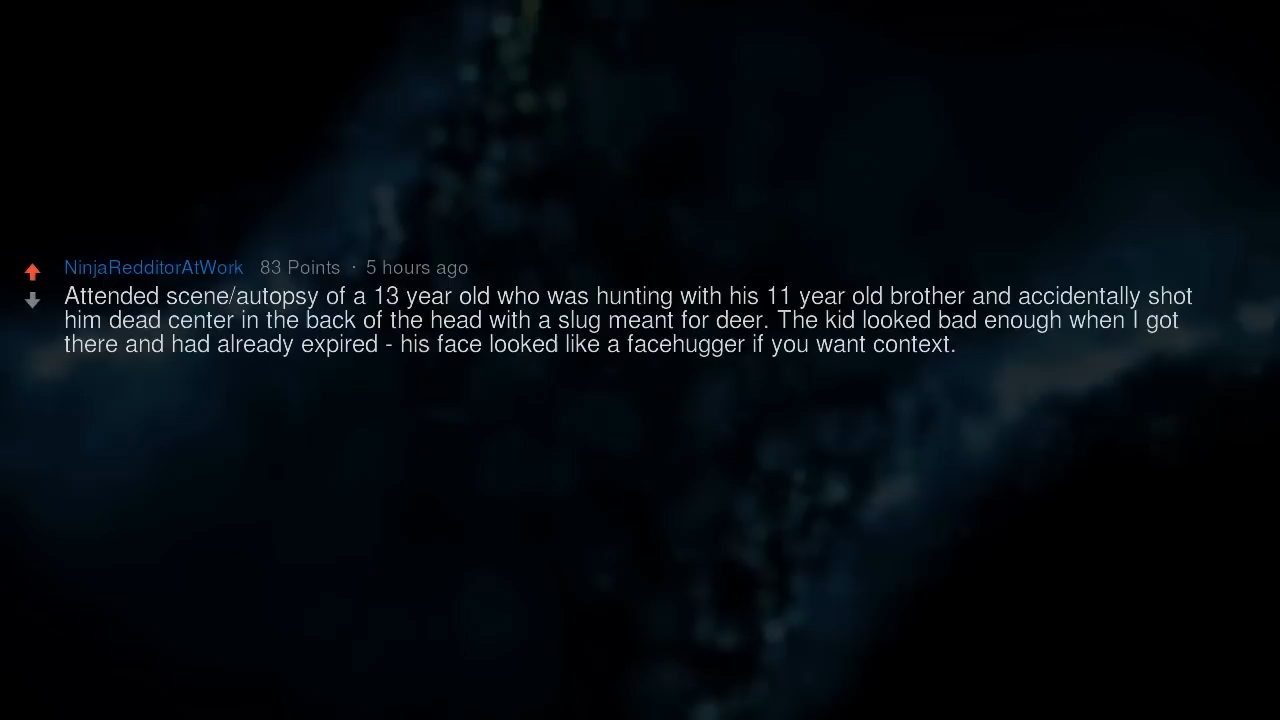 NinjaRedditorAtWork 83 Points · 5 hours ago
Attended scene/autopsy of a 13 year old who was hunting with his 11 year old brother and accidentally shot
him dead center in the back of the head with a slug meant for deer. The kid looked bad enough when I got
there and had already expired - his face looked like a facehugger if you want context.